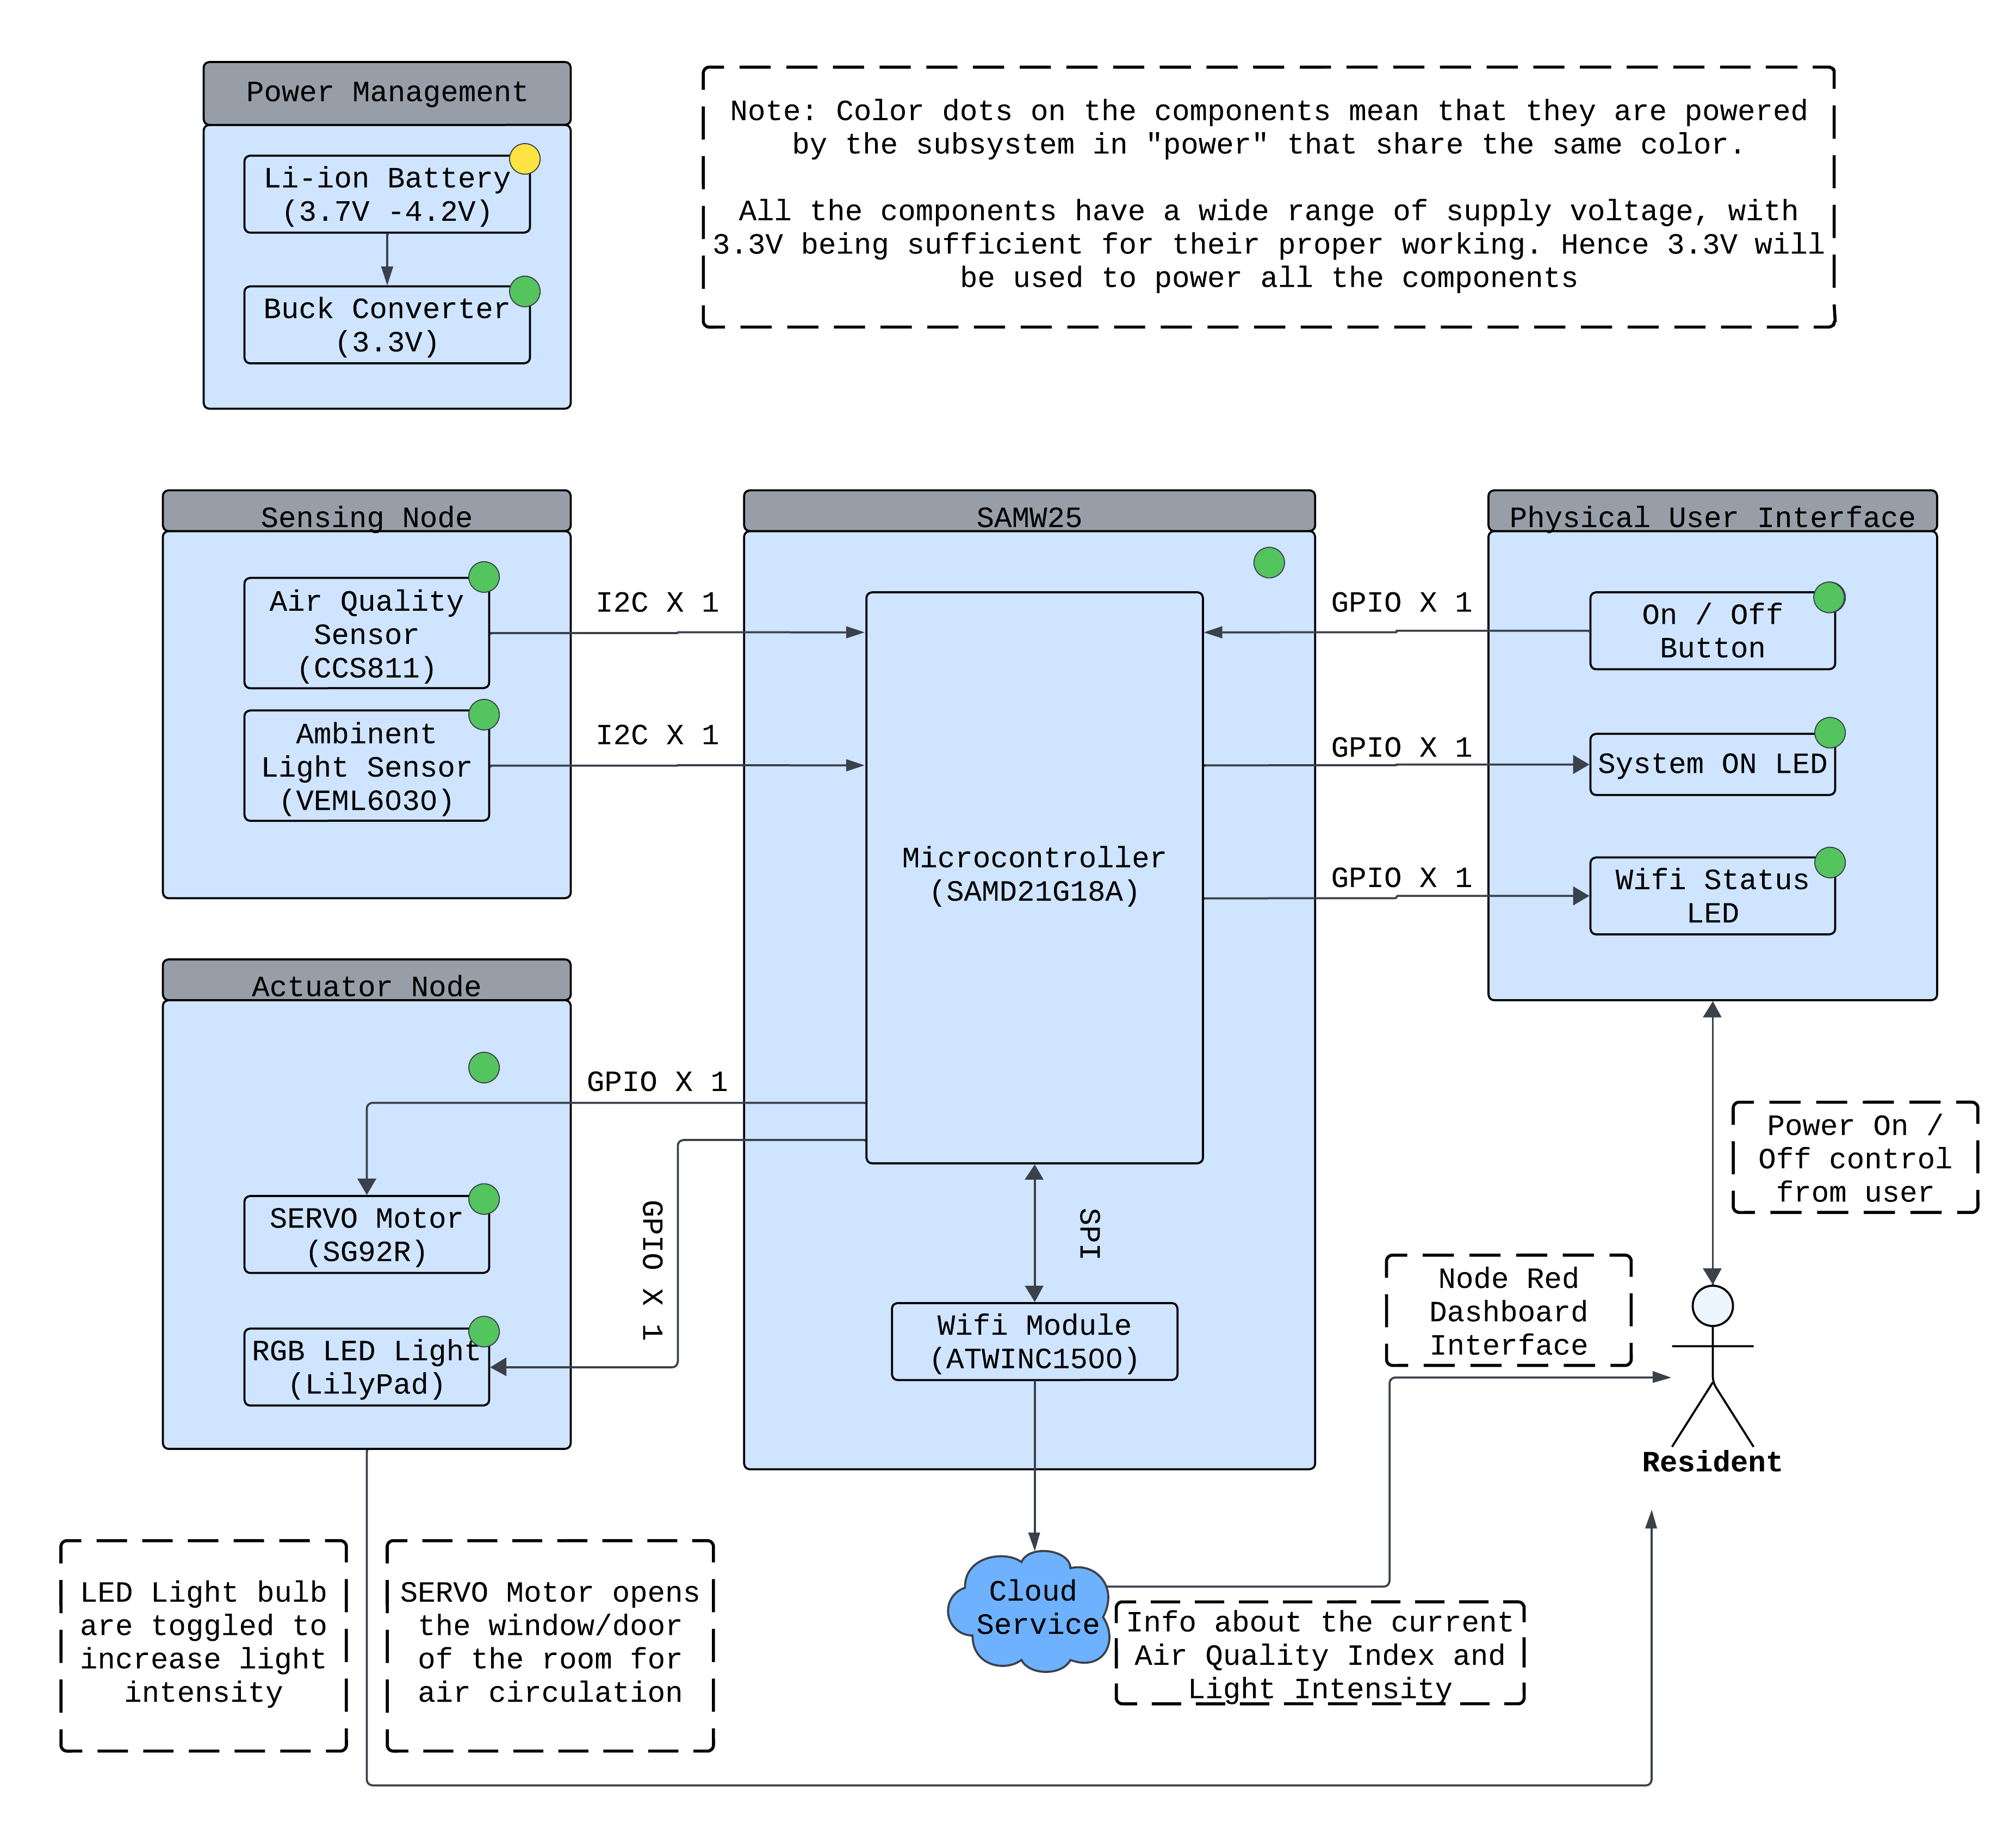 Power Management
Li-ion Battery
(3.7V -4.2V)
Buck Converter
(3.3V)
Note: Color dots on the components mean that they are powered
by the subsystem in "power" that share the same color.
All the components have a wide range of supply voltage, with
3.3V being sufficient for their proper working. Hence 3.3V will
be used to power all the components
Sensing Node
Air Quality
Sensor
(CCS811)
Ambinent
Light Sensor
(VEML6030)
I2C X 1
I2C X 1
SAMW25
Microcontroller
(SAMD21G18A)
SPI
Wifi Module
(ATWINC1500)
GPIO X 1
GPIO X 1
GPIO X 1
Physical User Interface
On / Off
Button
System ON LED
Wifi Status
LED
Actuator Node
GPIO X 1
SERVO Motor
(SG92R)
GPIO X 1
RGB LED Light
(LilyPad)
Power On /
Off control
from user
Node Red
Dashboard
Interface
Resident
LED Light bulb
are toggled to
increase light
intensity
SERVO Motor opens
the window/door
of the room for
air circulation
Cloud
Service
Info about the current
Air Quality Index and
Light Intensity